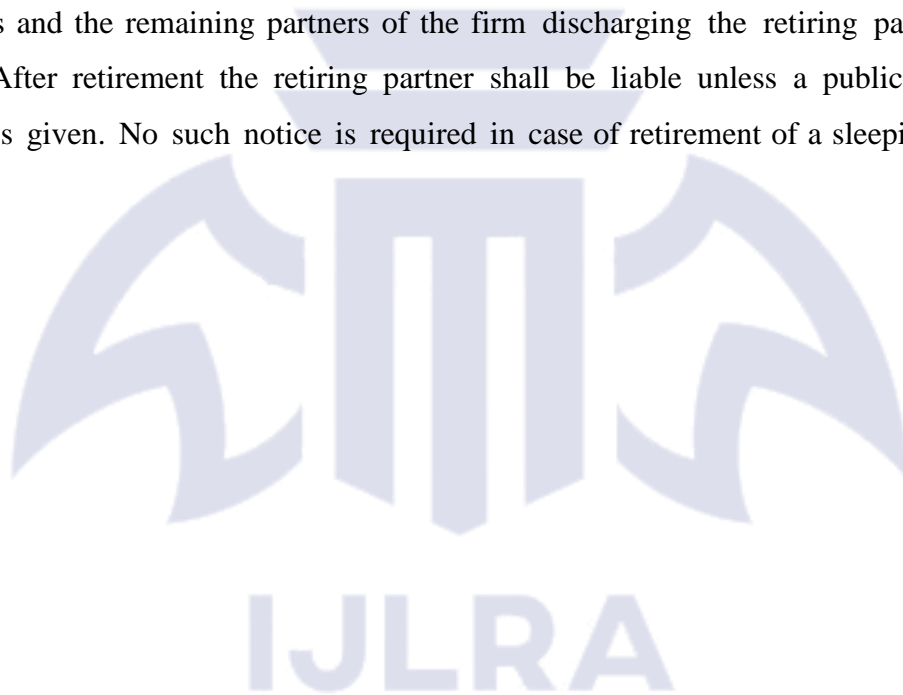 s and the remaining partners of the firm discharging the retiring pa
After retirement the retiring partner shall be liable unless a public
s given. No such notice is required in case of retirement of a sleepi
IJLRA